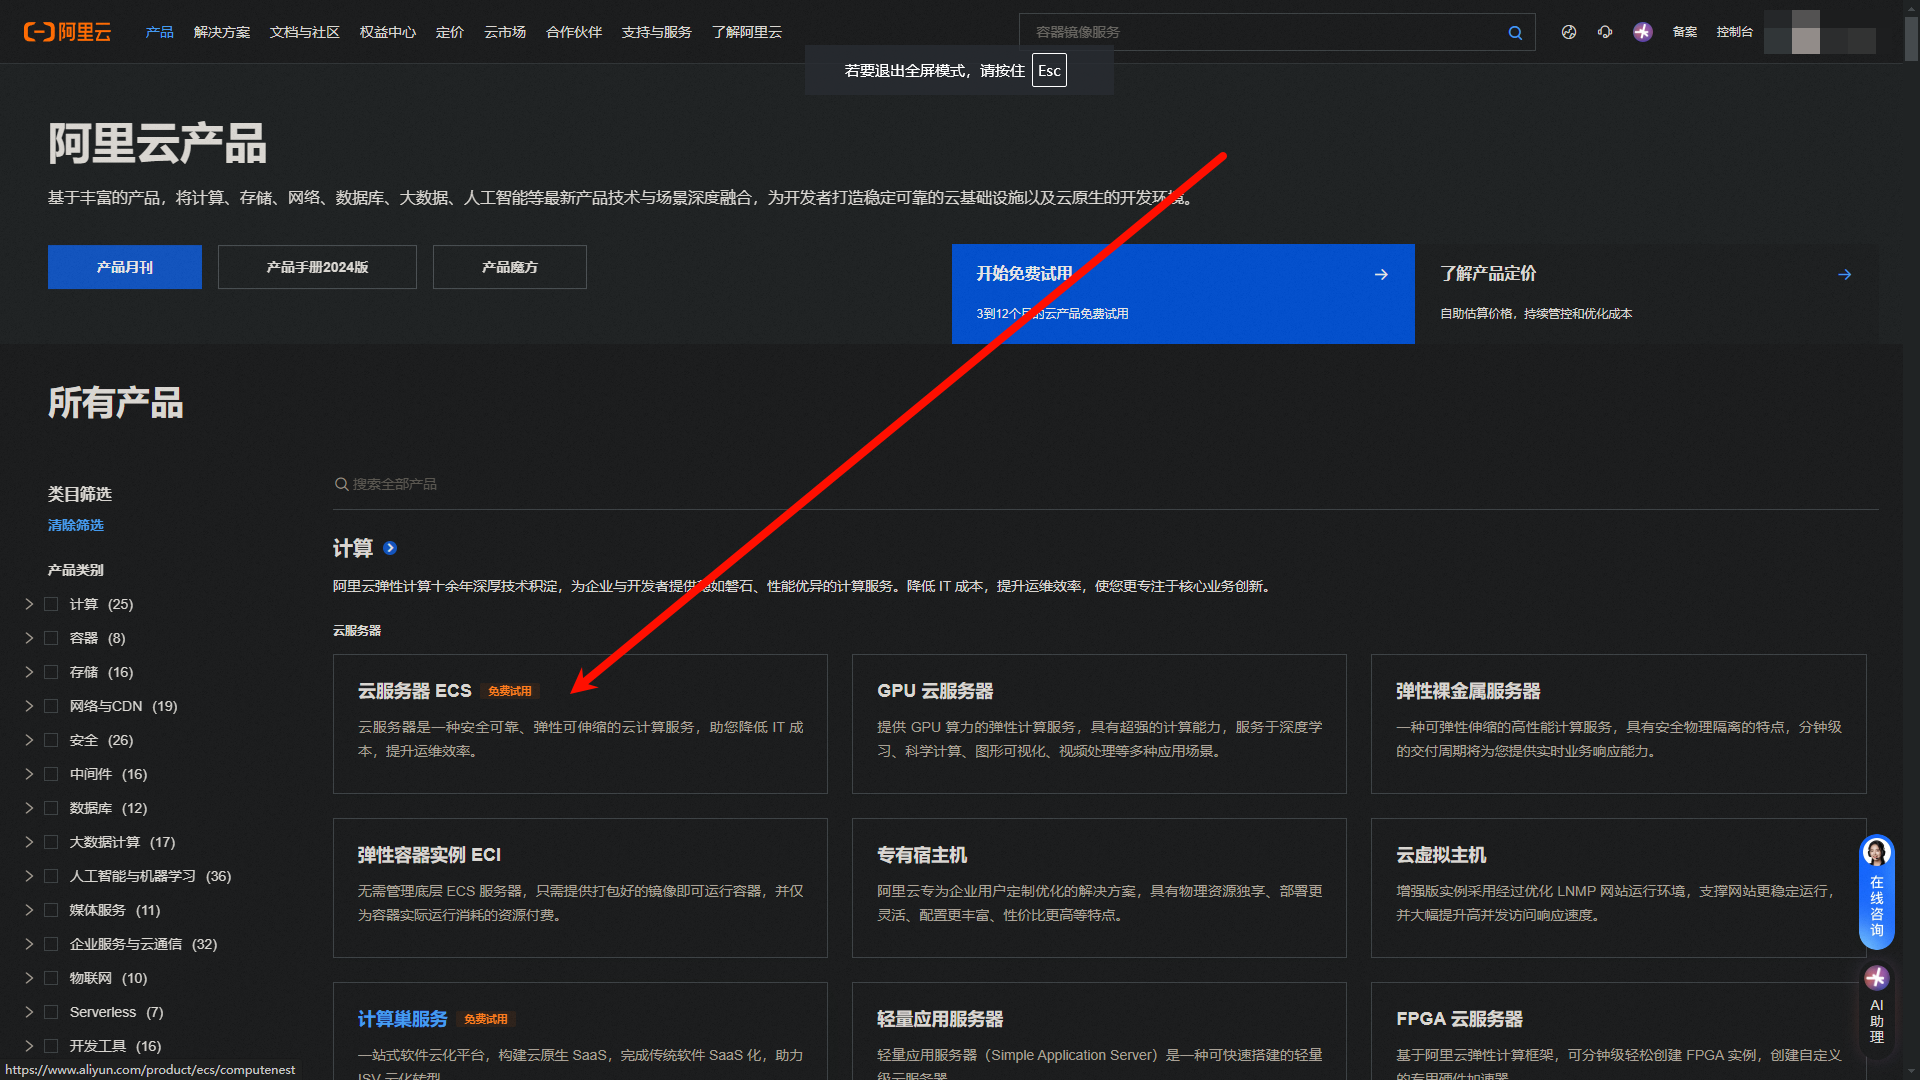 阿里云
产品
解决方案
文档与社区
权益中心
定价
云市场
合作伙伴
支持与服务
了解阿里云
容器镜像服务
备案
控制台
若要退出全屏模式，请按住 Esc
阿里云产品
基于丰富的产品，将计算、存储、网络、数据库、大数据、人工智能等最新产品技术与场景深度融合，为开发者打造稳定可靠的云基础设施以及云原生的开发环境。
产品月刊
产品手册2024版
产品魔方
开始免费试用
3到12个月的云产品免费试用
了解产品定价
自助估算价格，持续管控和优化成本
所有产品
类目筛选
清除筛选
产品类别
计算 (25)
容器 (8)
存储 (16)
网络与CDN (19)
安全 (26)
中间件 (16)
数据库 (12)
大数据计算 (17)
人工智能与机器学习 (36)
媒体服务 (11)
企业服务与云通信 (32)
物联网 (10)
Serverless (7)
开发工具 (16)
搜索全部产品
计算
阿里云弹性计算十余年深厚技术积淀，为企业与开发者提供稳如磐石、性能优异的计算服务。降低 IT 成本，提升运维效率，使您更专注于核心业务创新。
云服务器
云服务器 ECS 免费试用
云服务器是一种安全可靠、弹性可伸缩的云计算服务，助您降低 IT 成
本，提升运维效率。
GPU 云服务器
提供 GPU 算力的弹性计算服务，具有超强的计算能力，服务于深度学
习、科学计算、图形可视化、视频处理等多种应用场景。
弹性裸金属服务器
一种可弹性伸缩的高性能计算服务，具有安全物理隔离的特点，分钟级
的交付周期将为您提供实时业务响应能力。
弹性容器实例 ECI
无需管理底层 ECS 服务器，只需提供打包好的镜像即可运行容器，并仅
为容器实际运行消耗的资源付费。
专有宿主机
阿里云专为企业用户定制优化的解决方案，具有物理资源独享、部署更
灵活、配置更丰富、性价比更高等特点。
云虚拟主机
增强版实例采用经过优化 LNMP 网站运行环境，支撑网站更稳定运行，
并大幅提升高并发访问响应速度。
计算巢服务 免费试用
一站式软件云化平台，构建云原生 SaaS，完成传统软件 SaaS 化，助力
ISV 云化转型
轻量应用服务器
轻量应用服务器（Simple Application Server）是一种可快速搭建的轻量
级云服务器
FPGA 云服务器
基于阿里云弹性计算框架，可分钟级轻松创建 FPGA 实例，创建自定义
的专用硬件加速器
在线咨询
AI助理
https://www.aliyun.com/product/ecs/computenest